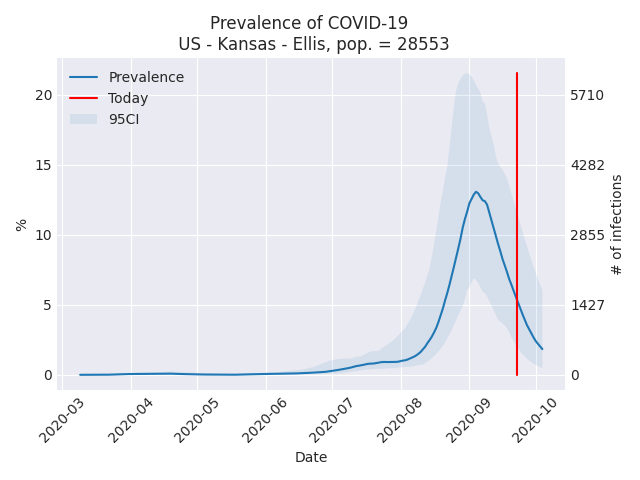 Prevalence of COVID-19
US - Kansas - Ellis, pop. = 28553
Prevalence
Today
95CI
20
15
10
5
0
%
5710
4282
2855
1427
0
# of infections
2020-03
2020-04
2020-05
2020-06
2020-07
2020-08
2020-09
2020-10
Date